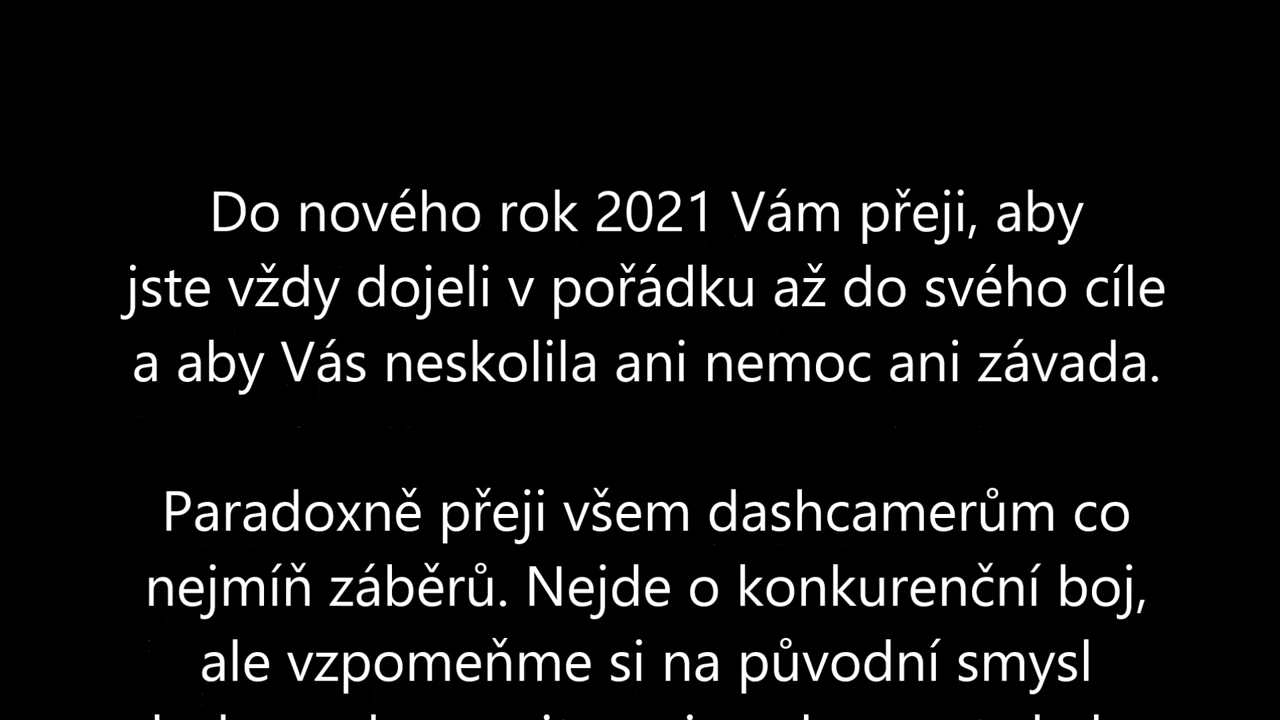 Do nového rok 2021 Vám přeji, aby
jste vždy dojeli v pořádku až do svého cíle
a aby Vás neskolila ani nemoc ani závada.
Paradoxně přeji všem dashcamerům co
nejmíň záběrů. Nejde o konkurenční boj,
ale vzpomeňme si na původní smysl